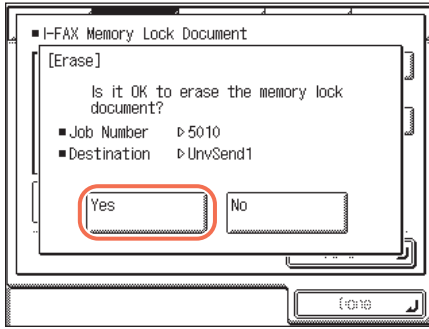 ■I-FAX Memory Lock Document
[Erase]
Is it OK to erase the memory lock
document?
■Job Number ▷5010
■Destination ▷UnvSend1
Yes No
Done